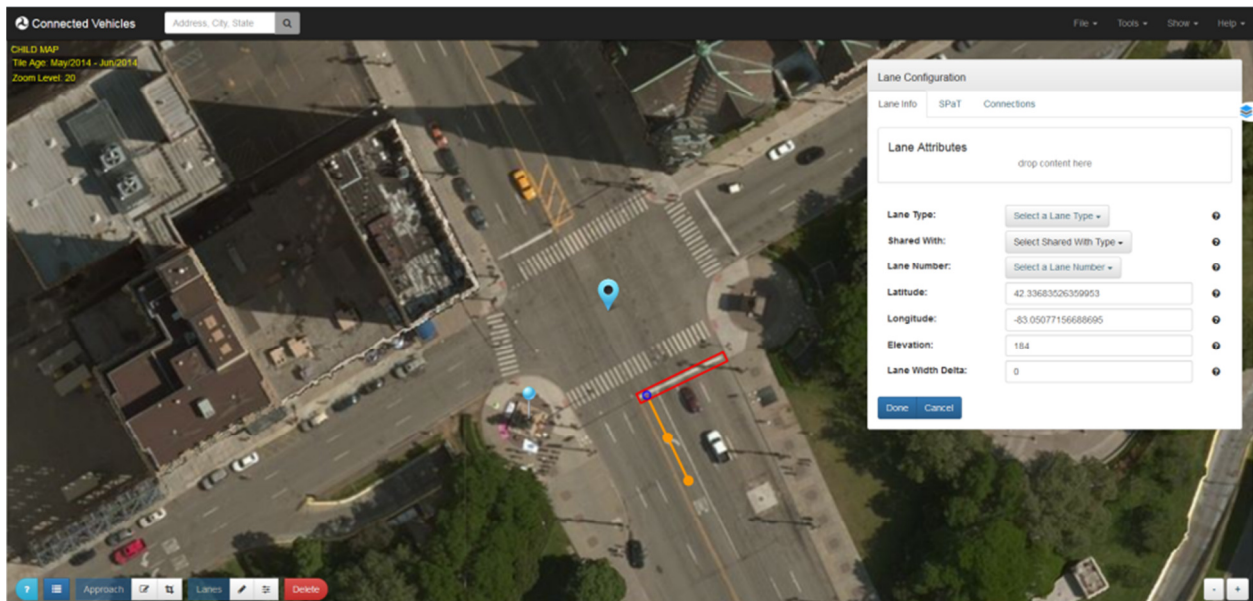 Connected Vehicles
Address, City, State
File Tools Show Help
CHILD MAP
Tile Age: May/2014 - Jun/2014
Zoom Level: 20
Lane Configuration
Lane Info SPaT Connections
Lane Attributes
drop content here
Lane Type: Select a Lane Type
Shared With: Select Shared With Type
Lane Number: Select a Lane Number
Latitude: 42.33683526359953
Longitude: -83.05077156688695
Elevation: 184
Lane Width Delta: 0
Done Cancel
? Approach Lanes Delete - +